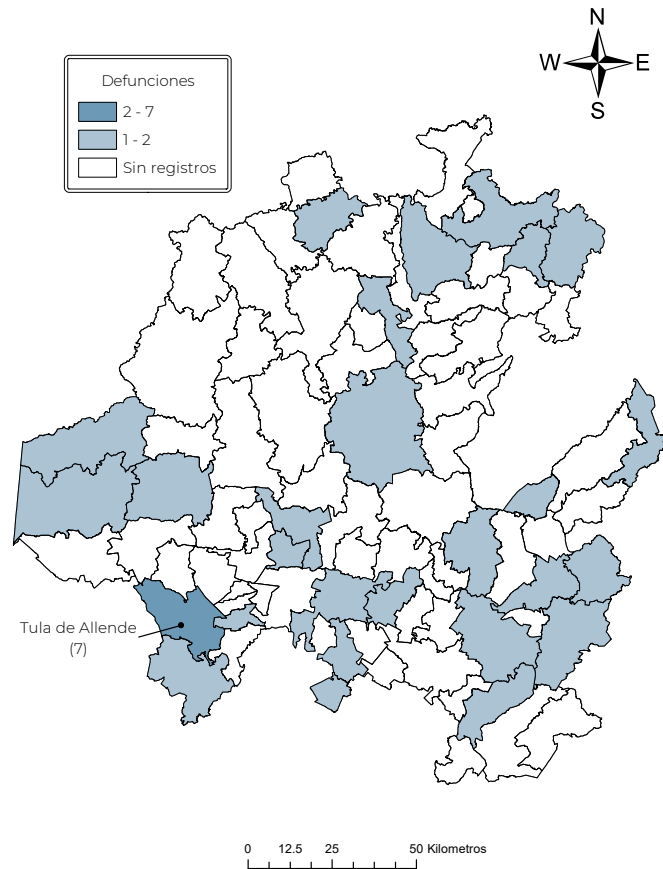 N
W E
S
Defunciones
2 - 7
1 - 2
Sin registros
Tula de Allende
(7)
0 12.5 25 50 Kilometros